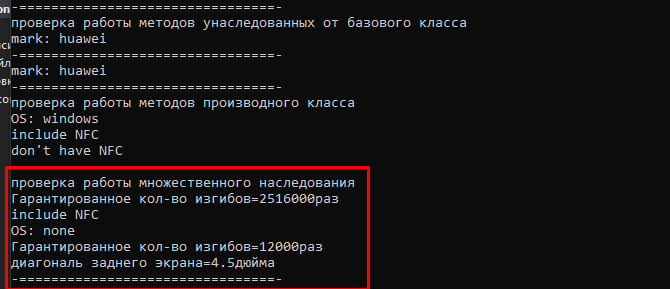 -================================-
проверка работы методов унаследованных от базового класса
mark: huawei
-================================-
mark: huawei
-================================-
проверка работы методов производного класса
OS: windows
include NFC
don't have NFC
проверка работы множественного наследования
Гарантированное кол-во изгибов=2516000раз
include NFC
OS: none
Гарантированное кол-во изгибов=12000раз
диагональ заднего экрана=4.5дюйма
-================================-